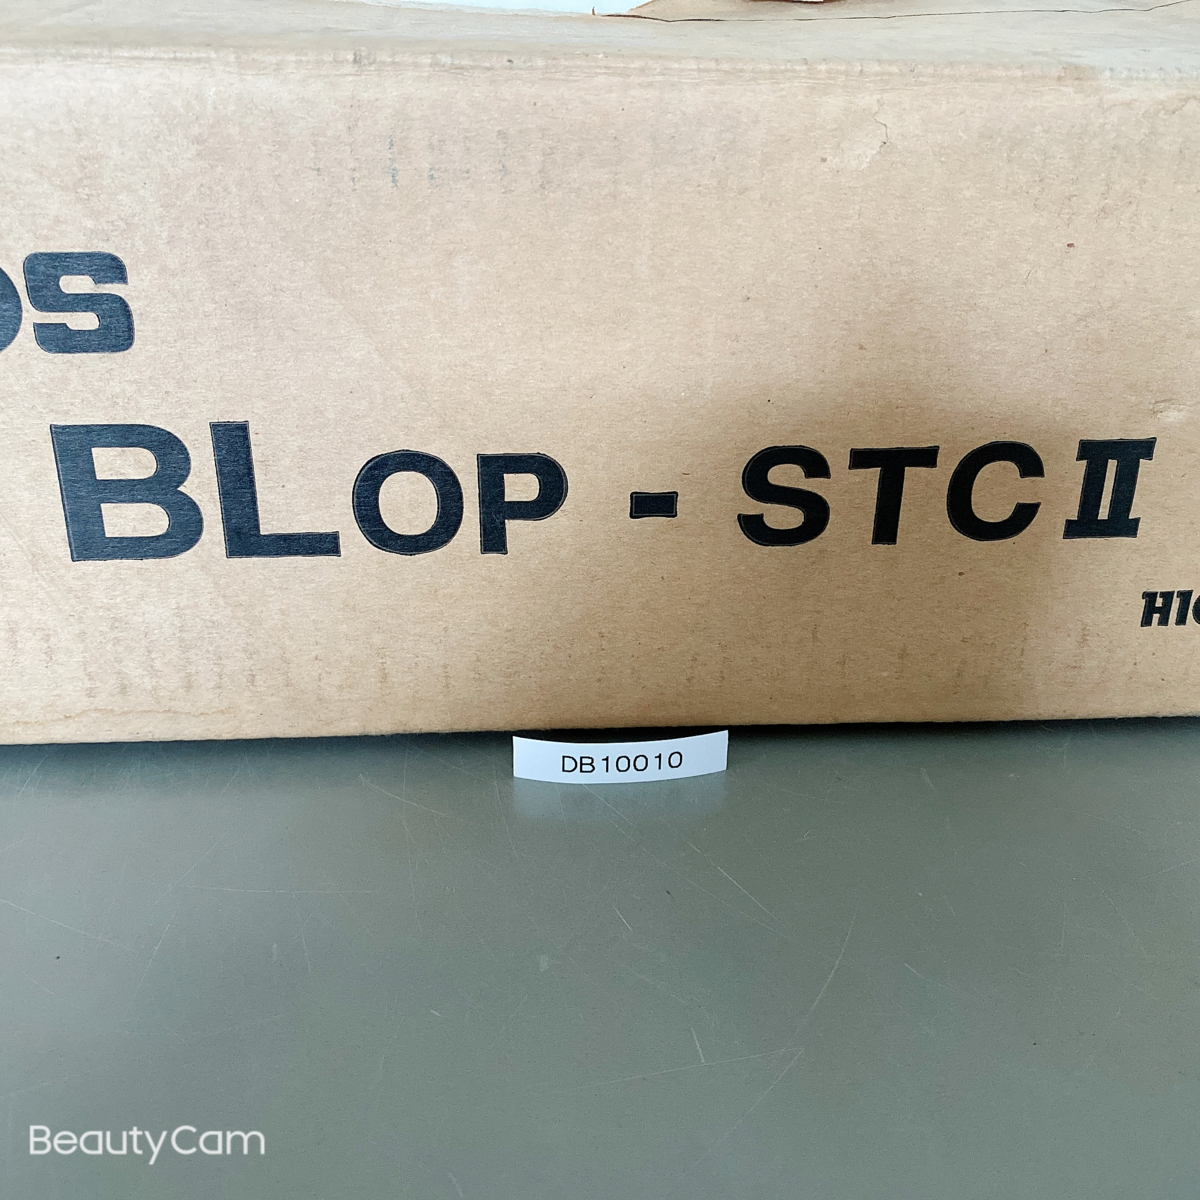 BLOP - STCII
DB10010
BeautyCam